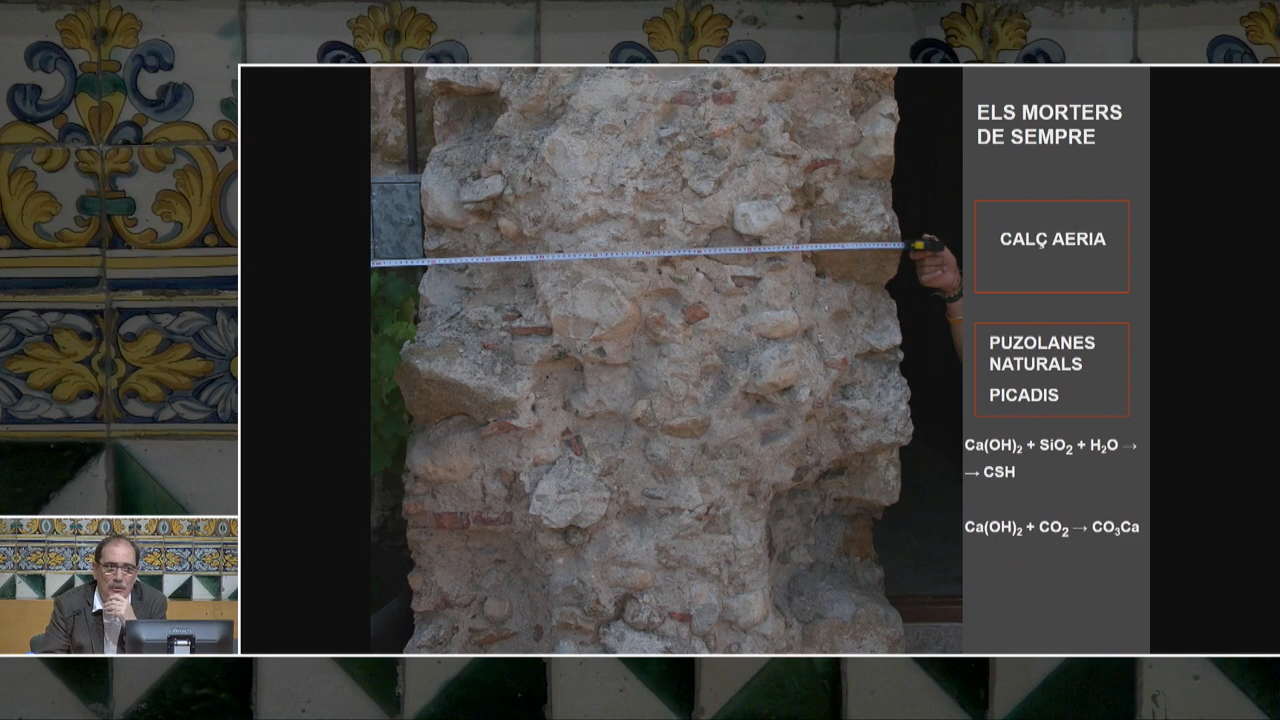 ELS MORTERS
DE SEMPRE
CALÇ AERIA
PUZOLANES
NATURALS
PICADIS
Ca(OH)₂ + SiO₂ + H₂O →
→ CSH
Ca(OH)₂ + CO₂ → CO₃Ca